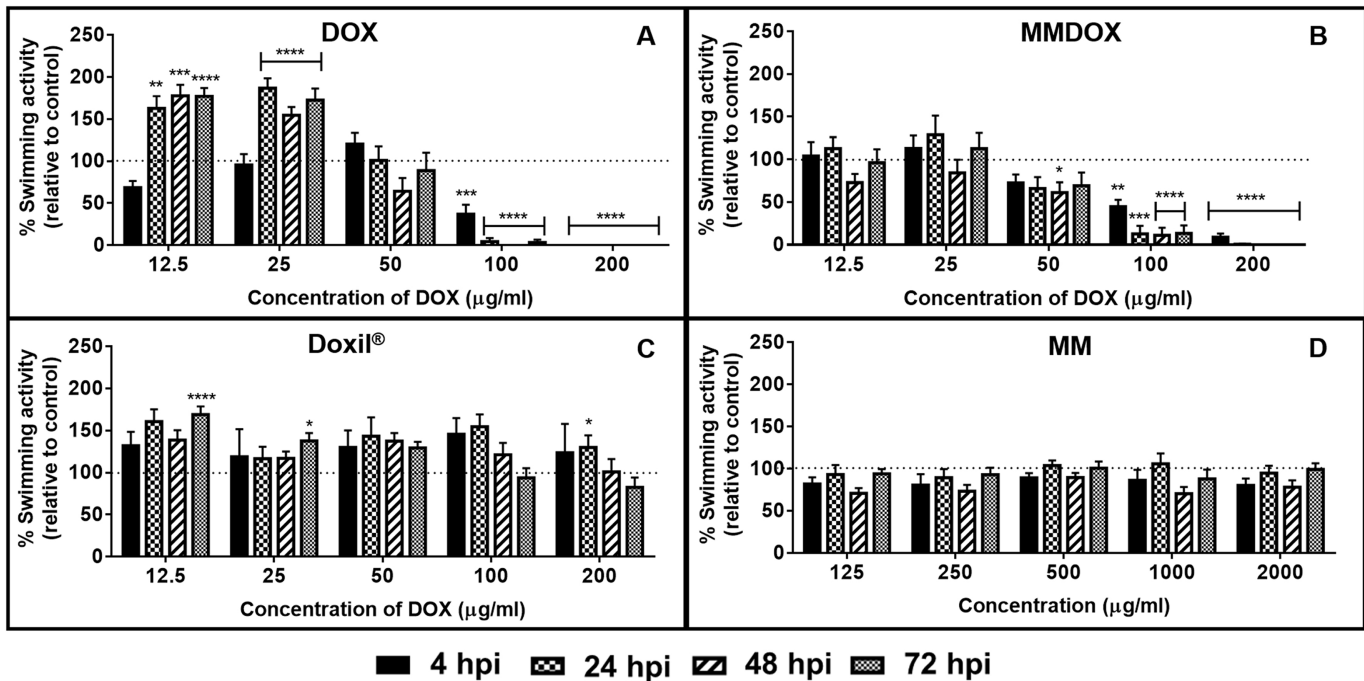 DOX
A
% Swimming activity
(relative to control)
250
200
150
100
50
0
** *** ****
****
***
****
****
12.5 25 50 100 200
Concentration of DOX (μg/ml)
MMDOX
B
% Swimming activity
(relative to control)
250
200
150
100
50
0
*
**
***
****
****
12.5 25 50 100 200
Concentration of DOX (μg/ml)
Doxil®
C
% Swimming activity
(relative to control)
250
200
150
100
50
0
****
*
*
12.5 25 50 100 200
Concentration of DOX (μg/ml)
MM
D
% Swimming activity
(relative to control)
250
200
150
100
50
0
125 250 500 1000 2000
Concentration (μg/ml)
4 hpi 24 hpi 48 hpi 72 hpi